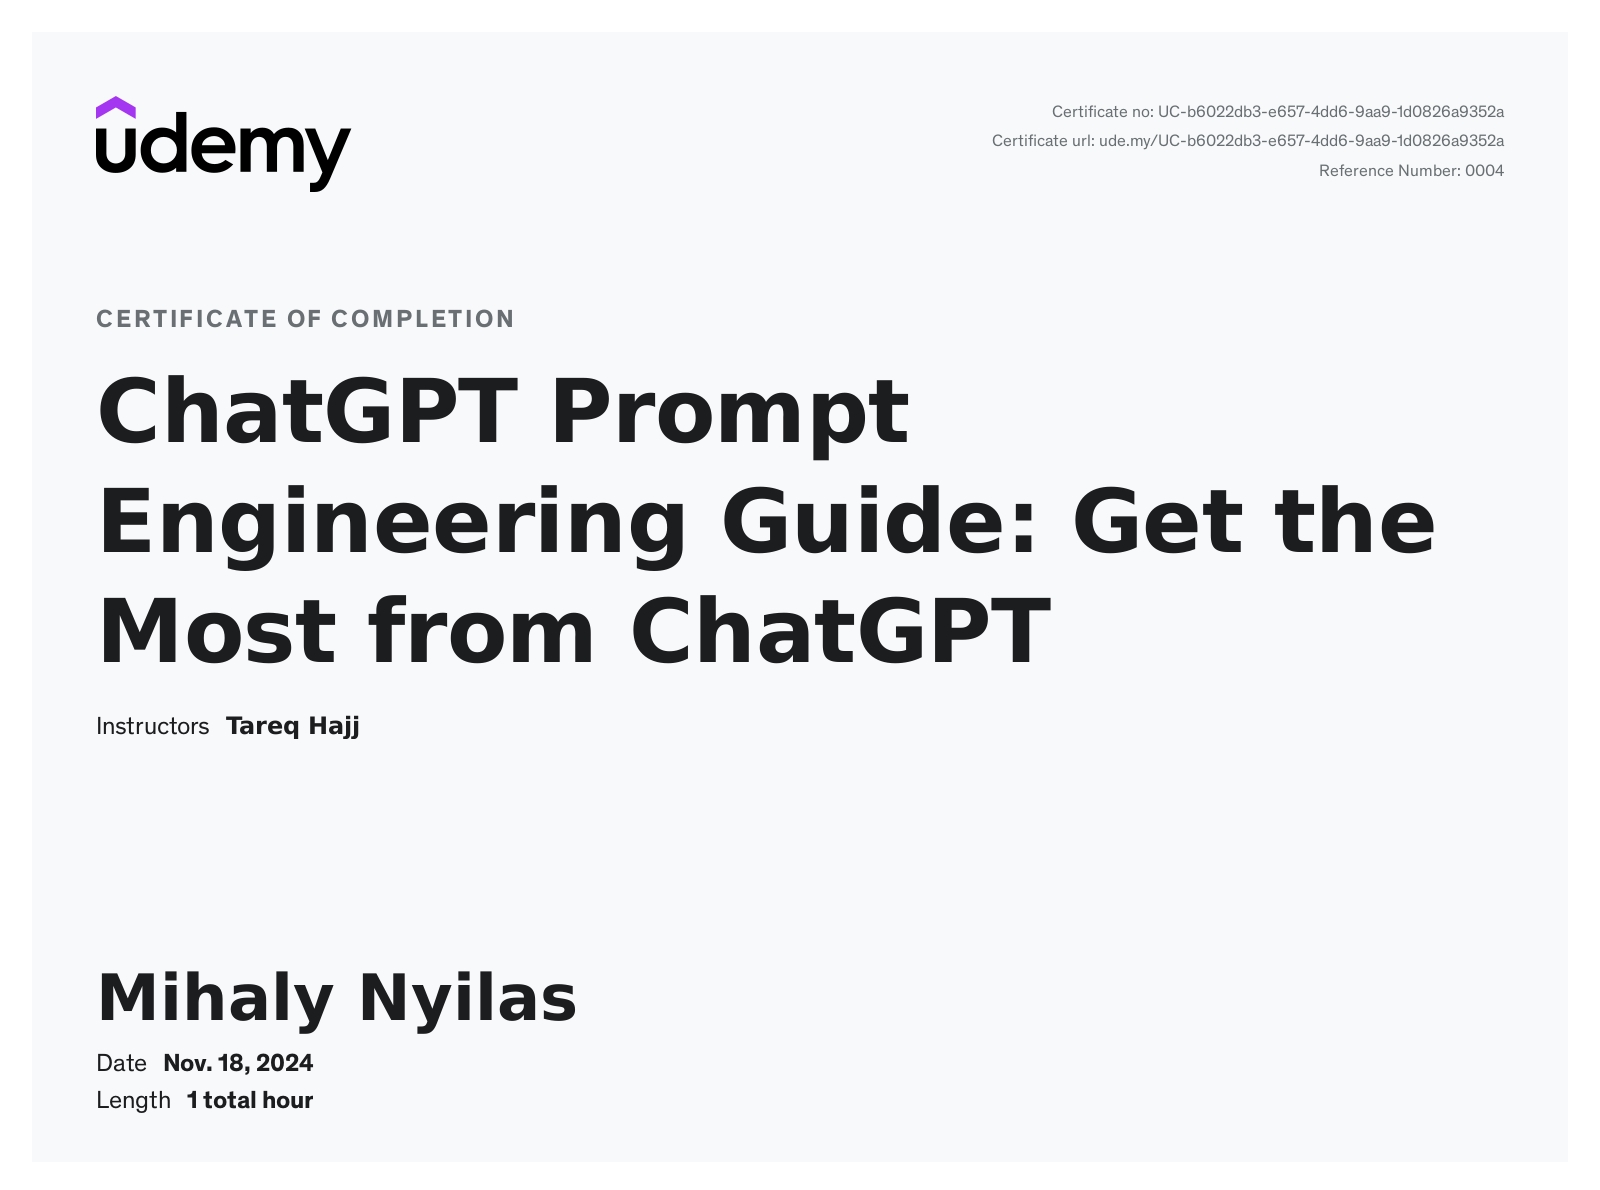 udemy
Certificate no: UC-b6022db3-e657-4dd6-9aa9-1d0826a9352a
Certificate url: ude.my/UC-b6022db3-e657-4dd6-9aa9-1d0826a9352a
Reference Number: 0004
CERTIFICATE OF COMPLETION
ChatGPT Prompt
Engineering Guide: Get the
Most from ChatGPT
Instructors Tareq Hajj
Mihaly Nyilas
Date Nov. 18, 2024
Length 1 total hour